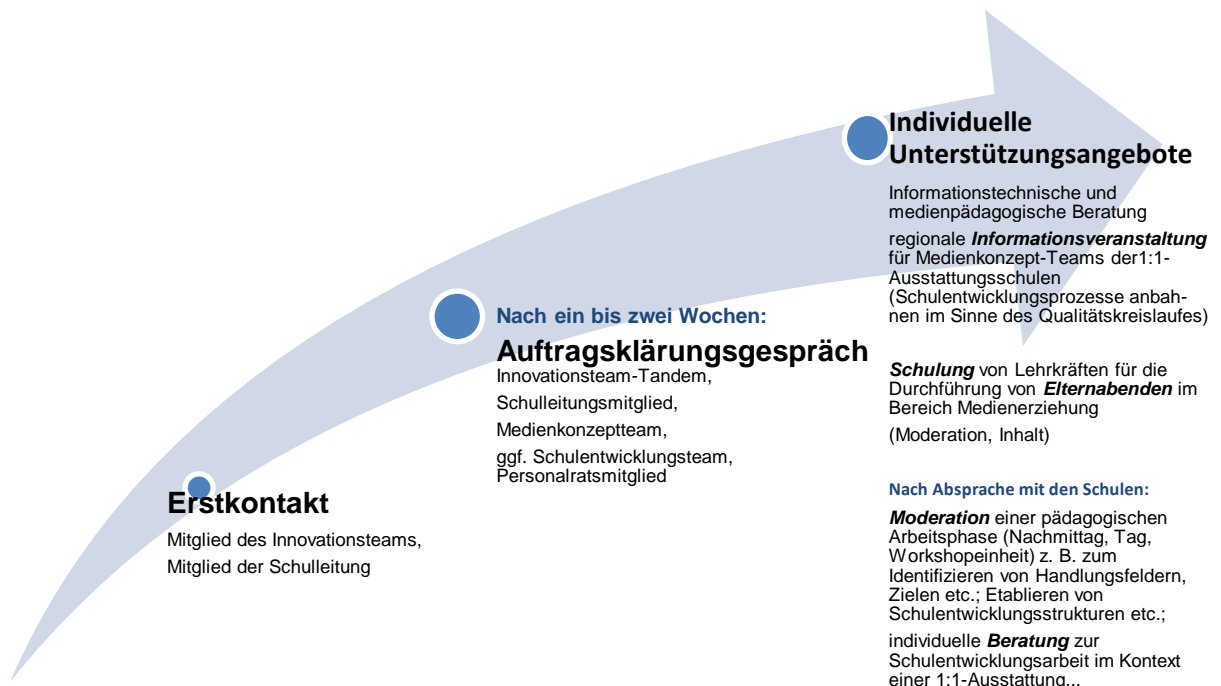 Erstkontakt
Mitglied des Innovationsteams,
Mitglied der Schulleitung
Nach ein bis zwei Wochen:
Auftragsklärungsgespräch
Innovationsteam-Tandem,
Schulleitungsmitglied,
Medienkonzeptteam,
ggf. Schulentwicklungsteam,
Personalratsmitglied
Individuelle
Unterstützungsangebote
Informationstechnische und
medienpädagogische Beratung
regionale Informationsveranstaltung
für Medienkonzept-Teams der1:1-
Ausstattungsschulen
(Schulentwicklungsprozesse anbah-
nen im Sinne des Qualitätskreislaufes)
Schulung von Lehrkräften für die
Durchführung von Elternabenden im
Bereich Medienerziehung
(Moderation, Inhalt)
Nach Absprache mit den Schulen:
Moderation einer pädagogischen
Arbeitsphase (Nachmittag, Tag,
Workshopeinheit) z. B. zum
Identifizieren von Handlungsfeldern,
Zielen etc.; Etablieren von
Schulentwicklungsstrukturen etc.;
individuelle Beratung zur
Schulentwicklungsarbeit im Kontext
einer 1:1-Ausstattung...